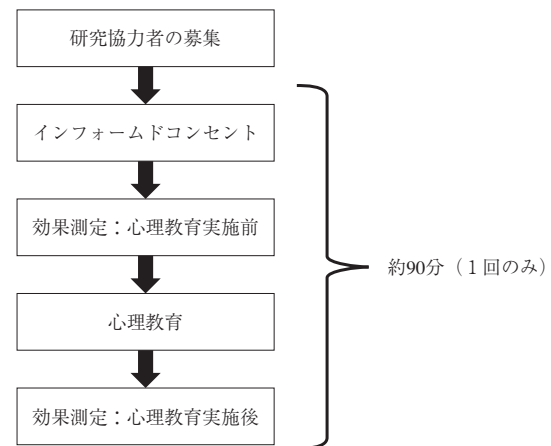 研究協力者の募集
インフォームドコンセント
効果測定：心理教育実施前
約90分（１回のみ）
心理教育
効果測定：心理教育実施後